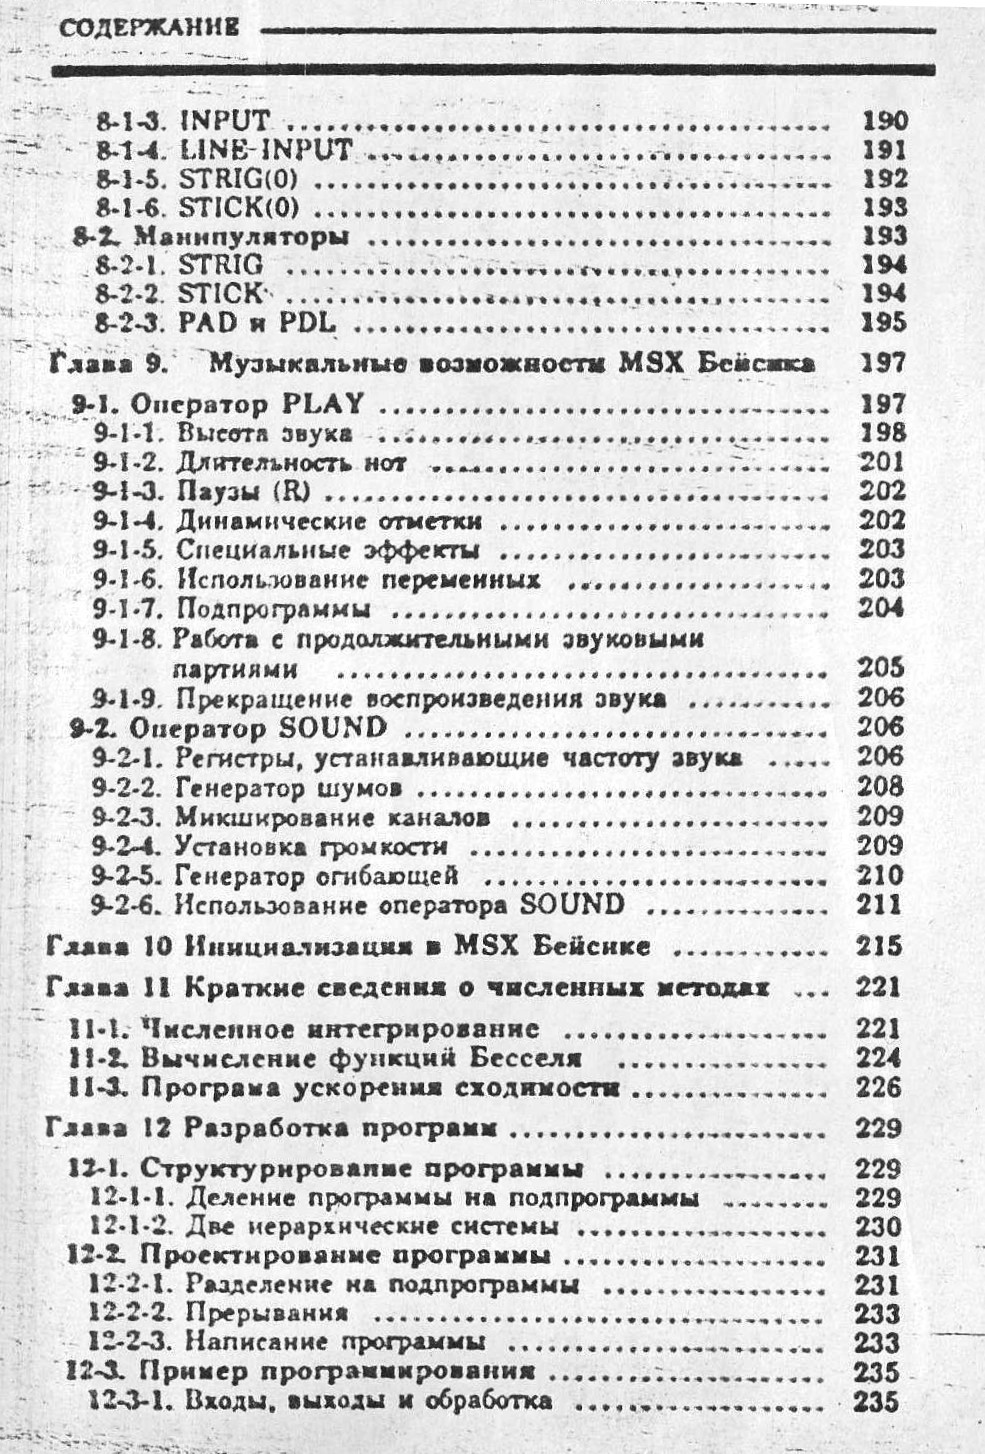 СОДЕРЖАНИЕ
8-1-3. INPUT ........................................ 190
8-1-4. LINE-INPUT .................................. 191
8-1-5. STRIG(0) ...................................... 192
8-1-6. STICK(0) ...................................... 193
8-2. Манипуляторы .................................. 193
8-2-1. STRIG ........................................ 194
8-2-2. STICK ........................................ 194
8-2-3. PAD и PDL ................................... 195
Глава 9. Музыкальные возможности MSX Бейсика 197
9-1. Оператор PLAY ................................. 197
9-1-1. Высота звука ................................. 198
9-1-2. Длительность нот ............................. 201
9-1-3. Паузы (R) ..................................... 202
9-1-4. Динамические отметки ........................ 202
9-1-5. Специальные эффекты ........................ 203
9-1-6. Использование переменных ................... 203
9-1-7. Подпрограммы ................................ 204
9-1-8. Работа с продолжительными звуковыми
партиями .................................... 205
9-1-9. Прекращение воспроизведения звука ........... 206
9-2. Оператор SOUND ............................... 206
9-2-1. Регистры, устанавливающие частоту звука ..... 206
9-2-2. Генератор шумов .............................. 208
9-2-3. Микширование каналов ....................... 209
9-2-4. Установка громкости .......................... 209
9-2-5. Генератор огибающей ......................... 210
9-2-6. Использование оператора SOUND .............. 211
Глава 10 Инициализация в MSX Бейсике ............ 215
Глава 11 Краткие сведения о численных методах ... 221
11-1. Численное интегрирование .................... 221
11-2. Вычисление функций Бесселя ................ 224
11-3. Програма ускорения сходимости ............... 226
Глава 12 Разработка программ ........................ 229
12-1. Структурирование программы ................. 229
12-1-1. Деление программы на подпрограммы ........ 229
12-1-2. Две иерархические системы ................... 230
12-2. Проектирование программы .................... 231
12-2-1. Разделение на подпрограммы ................. 231
12-2-2. Прерывания .................................. 233
12-2-3. Написание программы ........................ 233
12-3. Пример программирования ..................... 235
12-3-1. Входы, выходы и обработка ................... 235